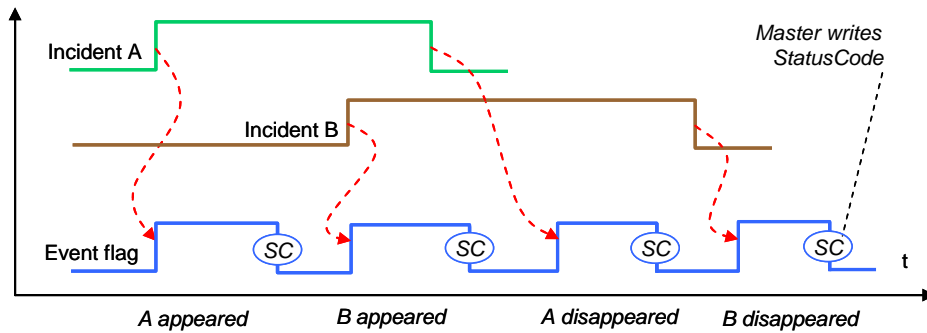 Master writes
StatusCode
Incident A
Incident B
Event flag
SC
SC
SC
SC
t
A appeared
B appeared
A disappeared
B disappeared